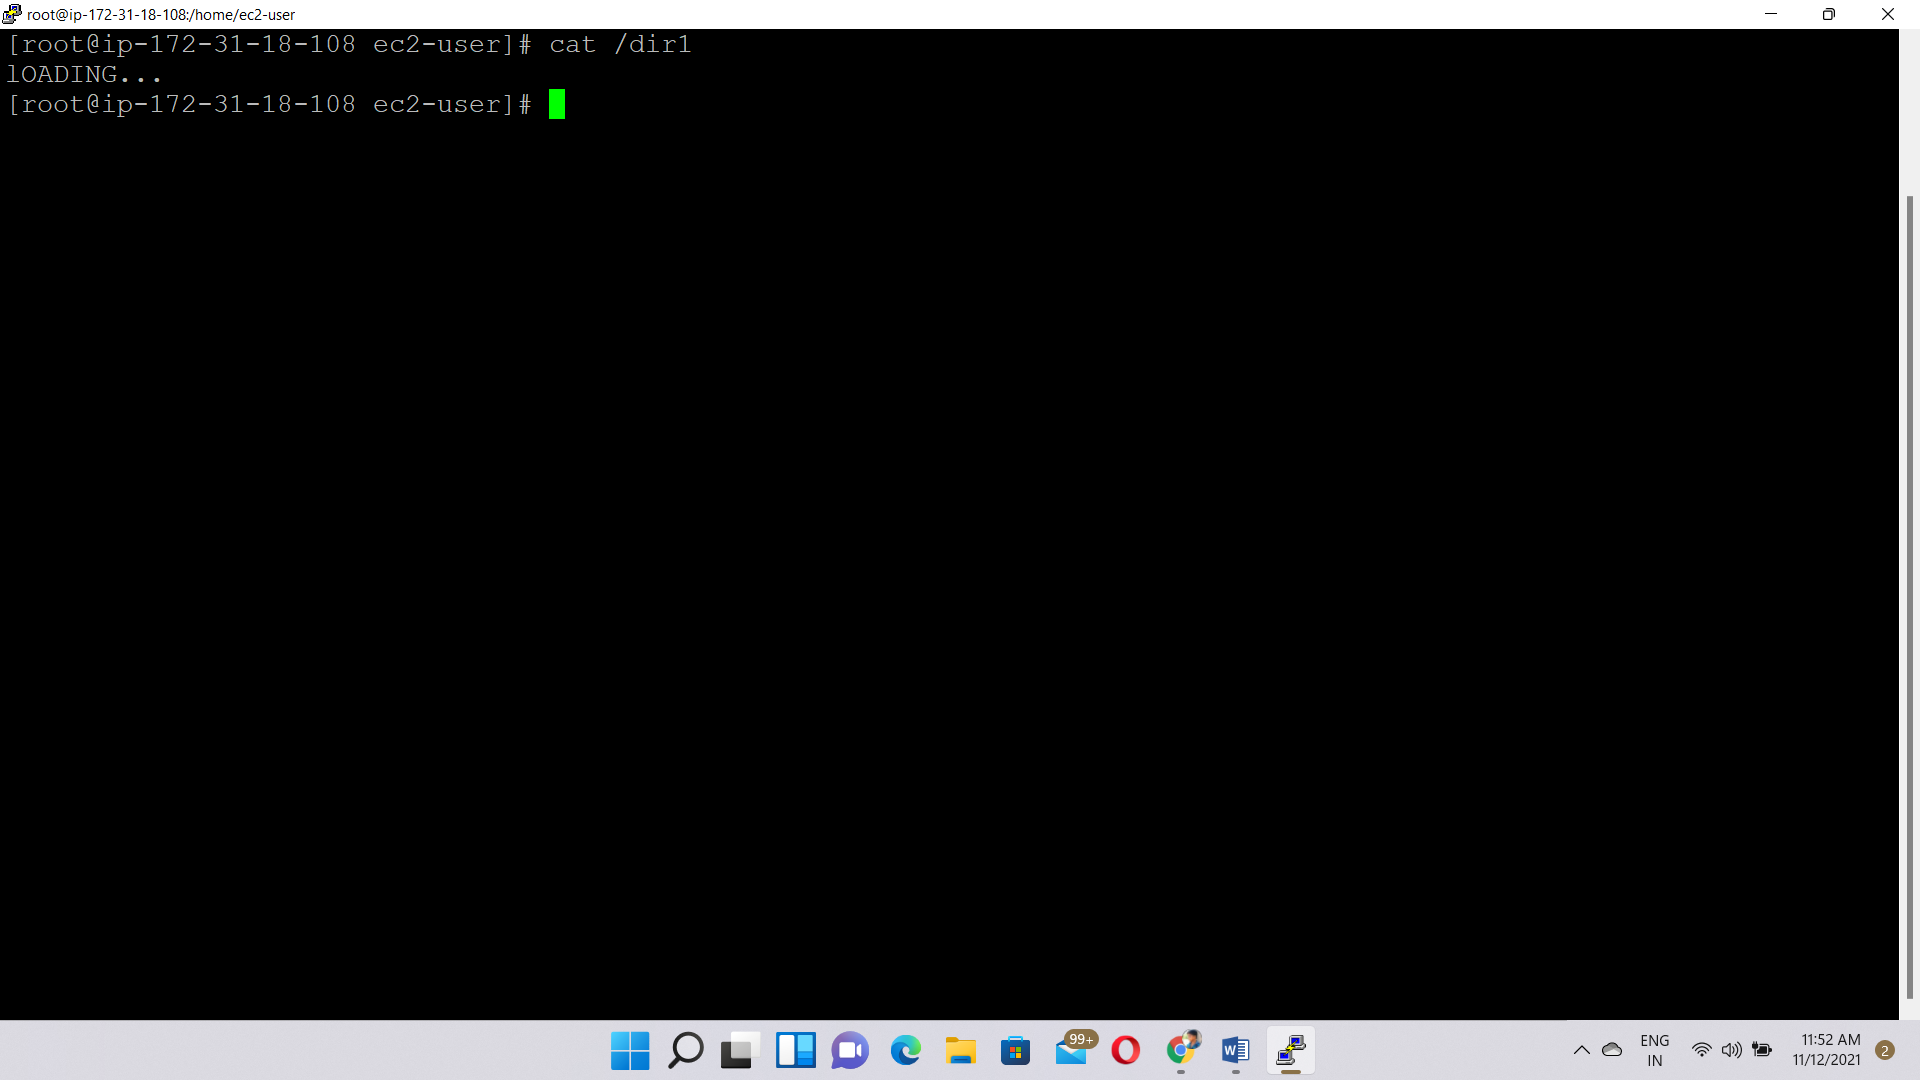 root@ip-172-31-18-108:/home/ec2-user
[root@ip-172-31-18-108 ec2-user]# cat /dir1
lOADING...
[root@ip-172-31-18-108 ec2-user]#
99+
W
ENG
IN
11:52 AM
11/12/2021
2